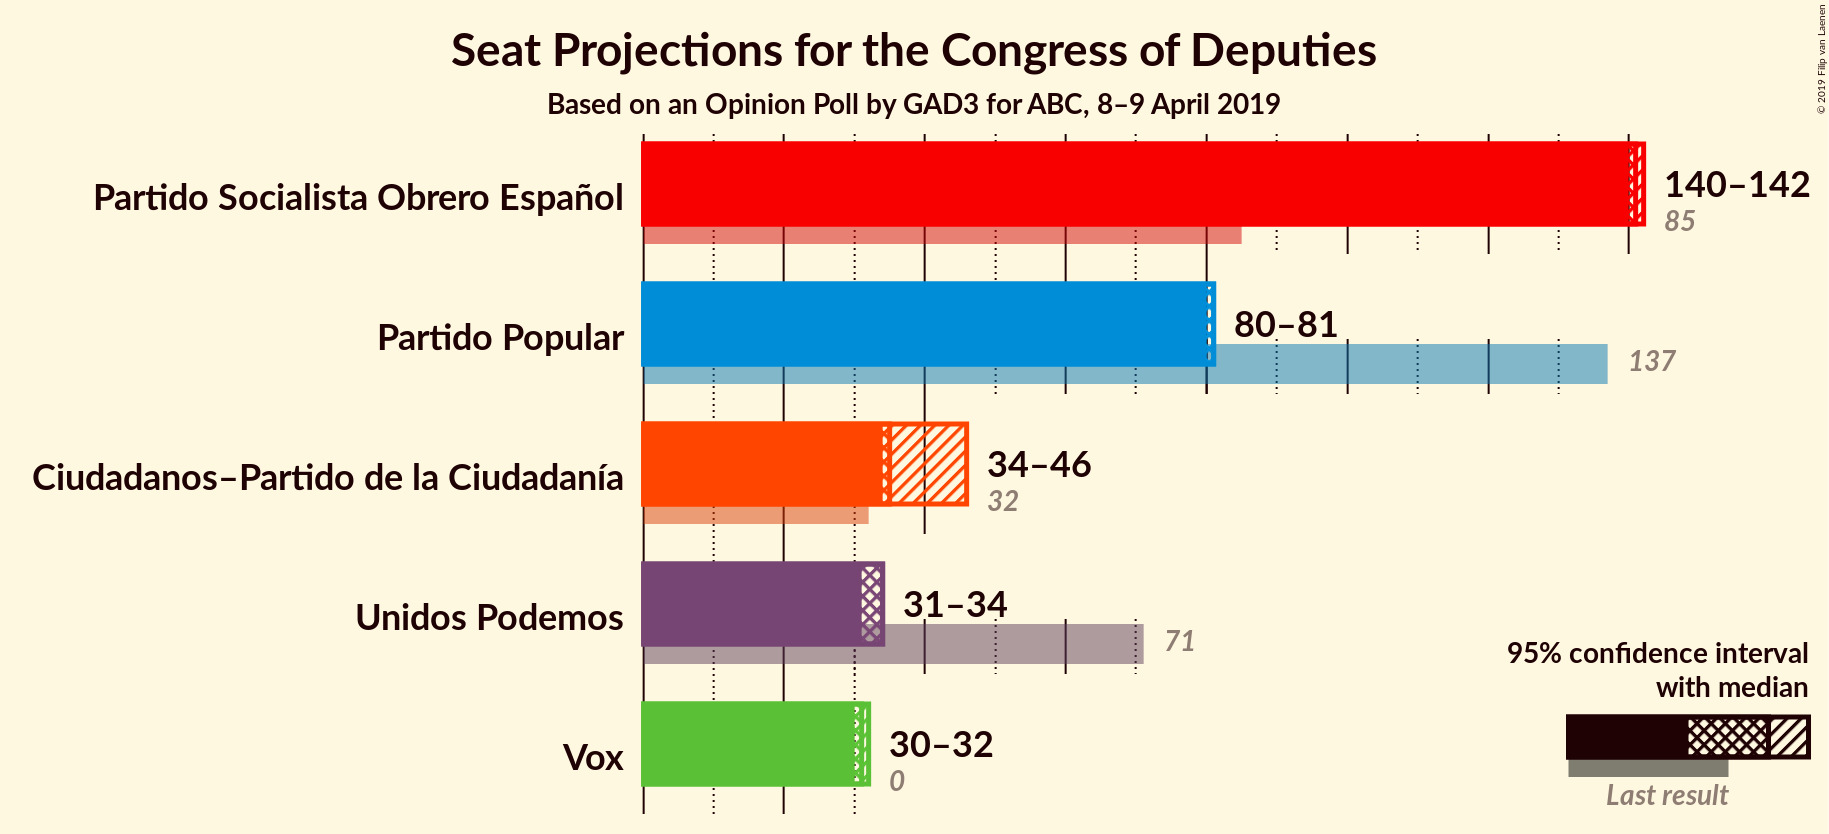 Seat Projections for the Congress of Deputies
Based on an Opinion Poll by GAD3 for ABC, 8–9 April 2019
© 2019 Filip van Laenen
Partido Socialista Obrero Español
140–142
85
Partido Popular
80–81
137
Ciudadanos–Partido de la Ciudadanía
34–46
32
Unidos Podemos
31–34
71
Vox
30–32
0
95% confidence interval
with median
Last result